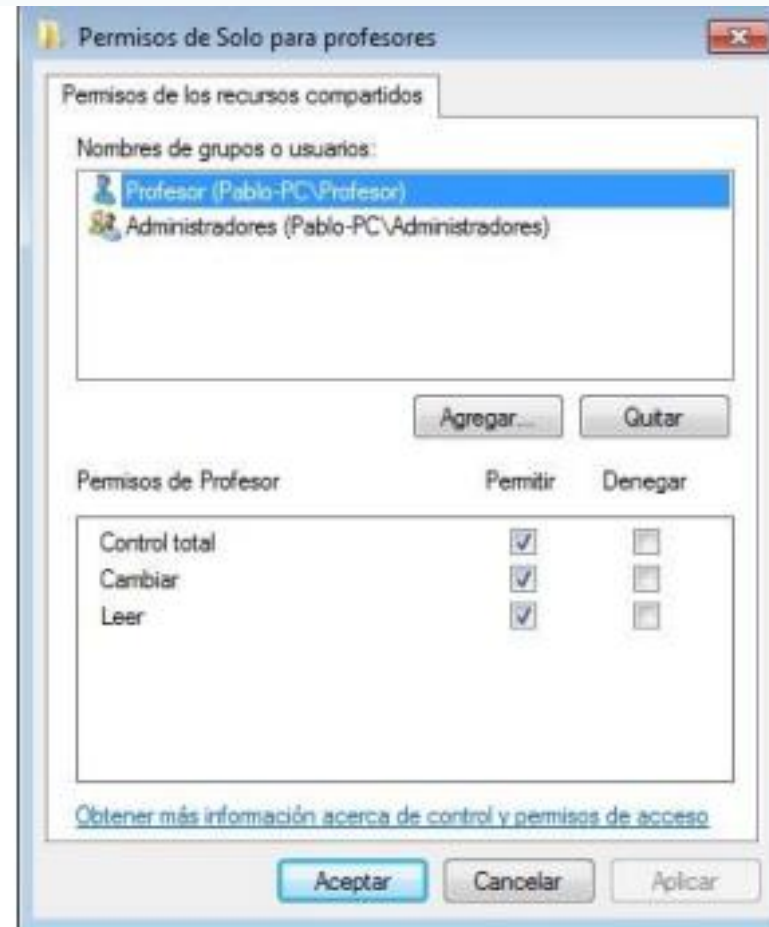 Permisos de Solo para profesores
Permisos de los recursos compartidos
Nombres de grupos o usuarios:
Profesor (Pablo-PC\Profesor)
Administradores (Pablo-PC\Administradores)
Agregar... Quitar
Permisos de Profesor Permitir Denegar
Control total
Cambiar
Leer
Obtener más información acerca de control y permisos de acceso
Aceptar Cancelar Aplicar